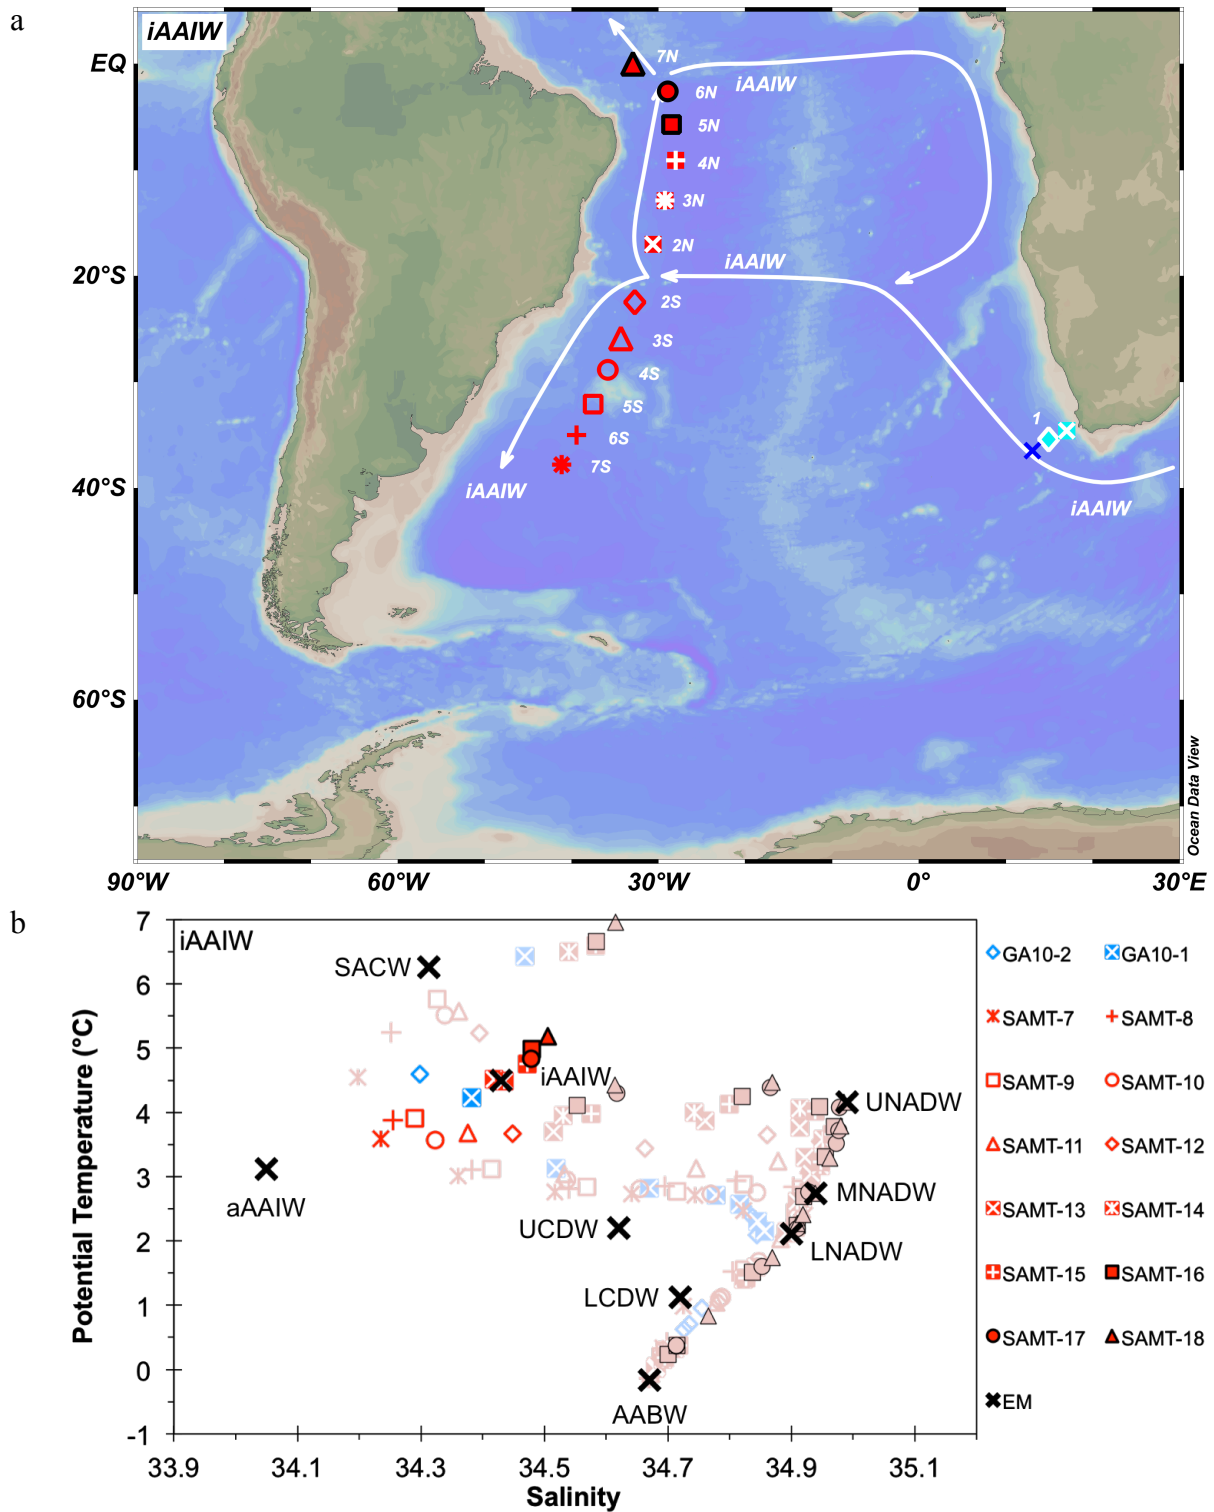 a
iAAIW
EQ
20°S
40°S
60°S
90°W
60°W
30°W
0°
30°E
7N
6N
5N
4N
3N
2N
2S
3S
4S
5S
6S
7S
1
iAAIW
iAAIW
iAAIW
iAAIW
Ocean Data View
b
iAAIW
Potential Temperature (°C)
7
6
5
4
3
2
1
0
-1
33.9
34.1
34.3
34.5
34.7
34.9
35.1
Salinity
SACW
iAAIW
UNADW
aAAIW
MNADW
UCDW
LNADW
LCDW
AABW
GA10-2
GA10-1
SAMT-7
SAMT-8
SAMT-9
SAMT-10
SAMT-11
SAMT-12
SAMT-13
SAMT-14
SAMT-15
SAMT-16
SAMT-17
SAMT-18
EM